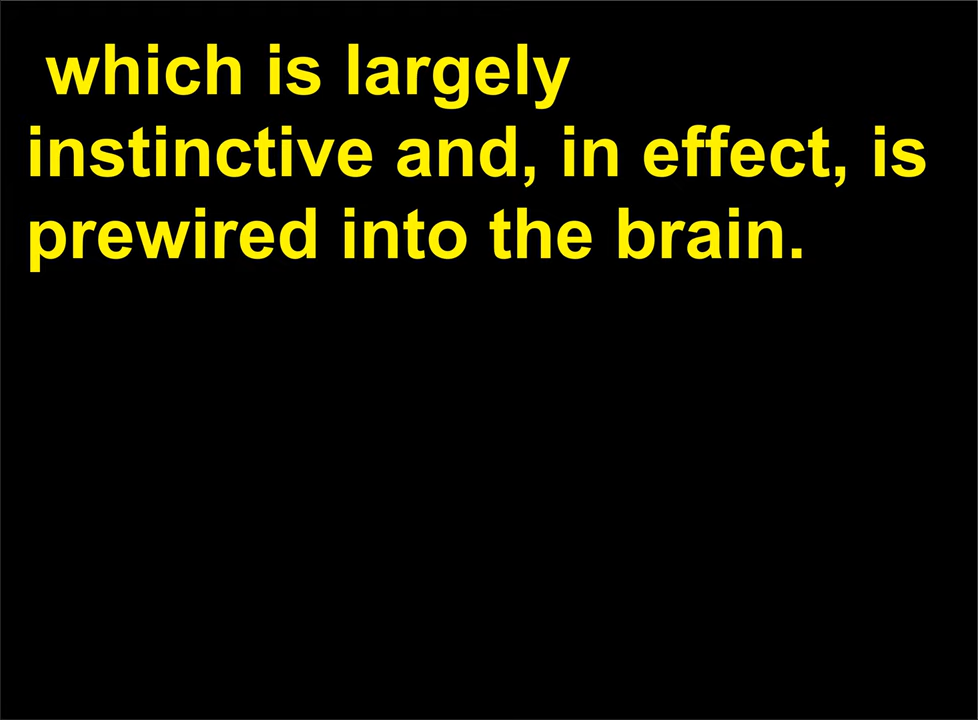 which is largely
instinctive and, in effect, is
prewired into the brain.